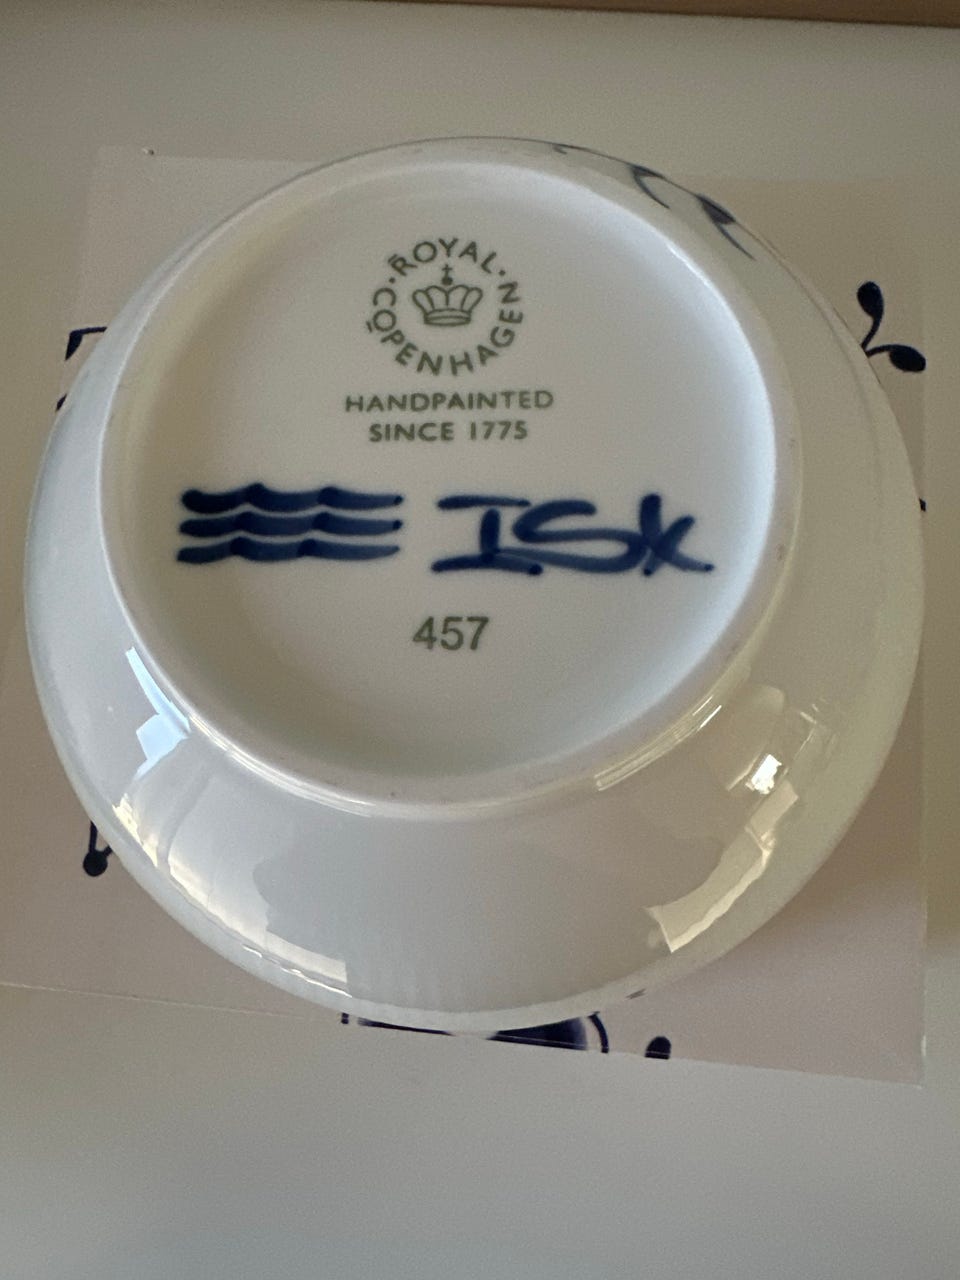 ROYAL · COPENHAGEN ·
HANDPAINTED
SINCE 1775
ISk
457